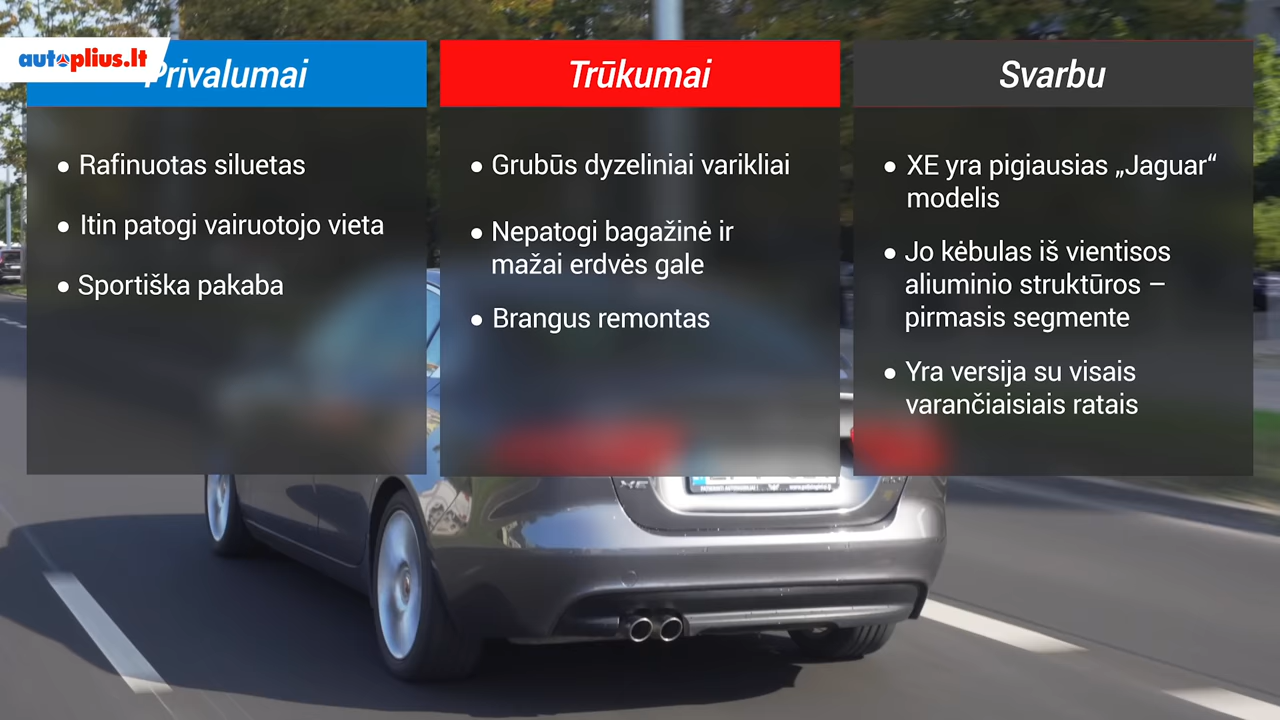 autoplius.lt
Privalumai
Rafinuotas siluetas
Itin patogi vairuotojo vieta
Sportiška pakaba
Trūkumai
Grubūs dyzeliniai varikliai
Nepatogi bagažinė ir
mažai erdvės gale
Brangus remontas
Svarbu
XE yra pigiausias „Jaguar“
modelis
Jo kėbulas iš vientisos
aliuminio struktūros –
pirmasis segmente
Yra versija su visais
varančiaisiais ratais
XE